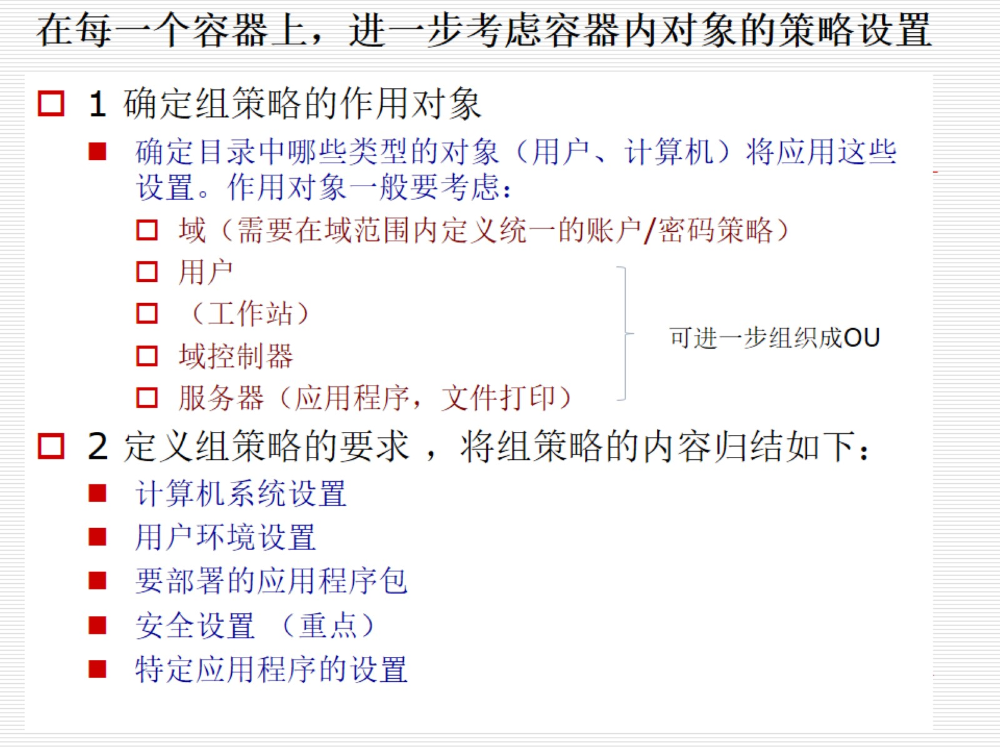 在每一个容器上，进一步考虑容器内对象的策略设置
1 确定组策略的作用对象
确定目录中哪些类型的对象（用户、计算机）将应用这些
设置。作用对象一般要考虑：
域（需要在域范围内定义统一的账户/密码策略）
用户
（工作站）
域控制器
服务器（应用程序，文件打印）
可进一步组织成OU
2 定义组策略的要求 ，将组策略的内容归结如下：
计算机系统设置
用户环境设置
要部署的应用程序包
安全设置 （重点）
特定应用程序的设置